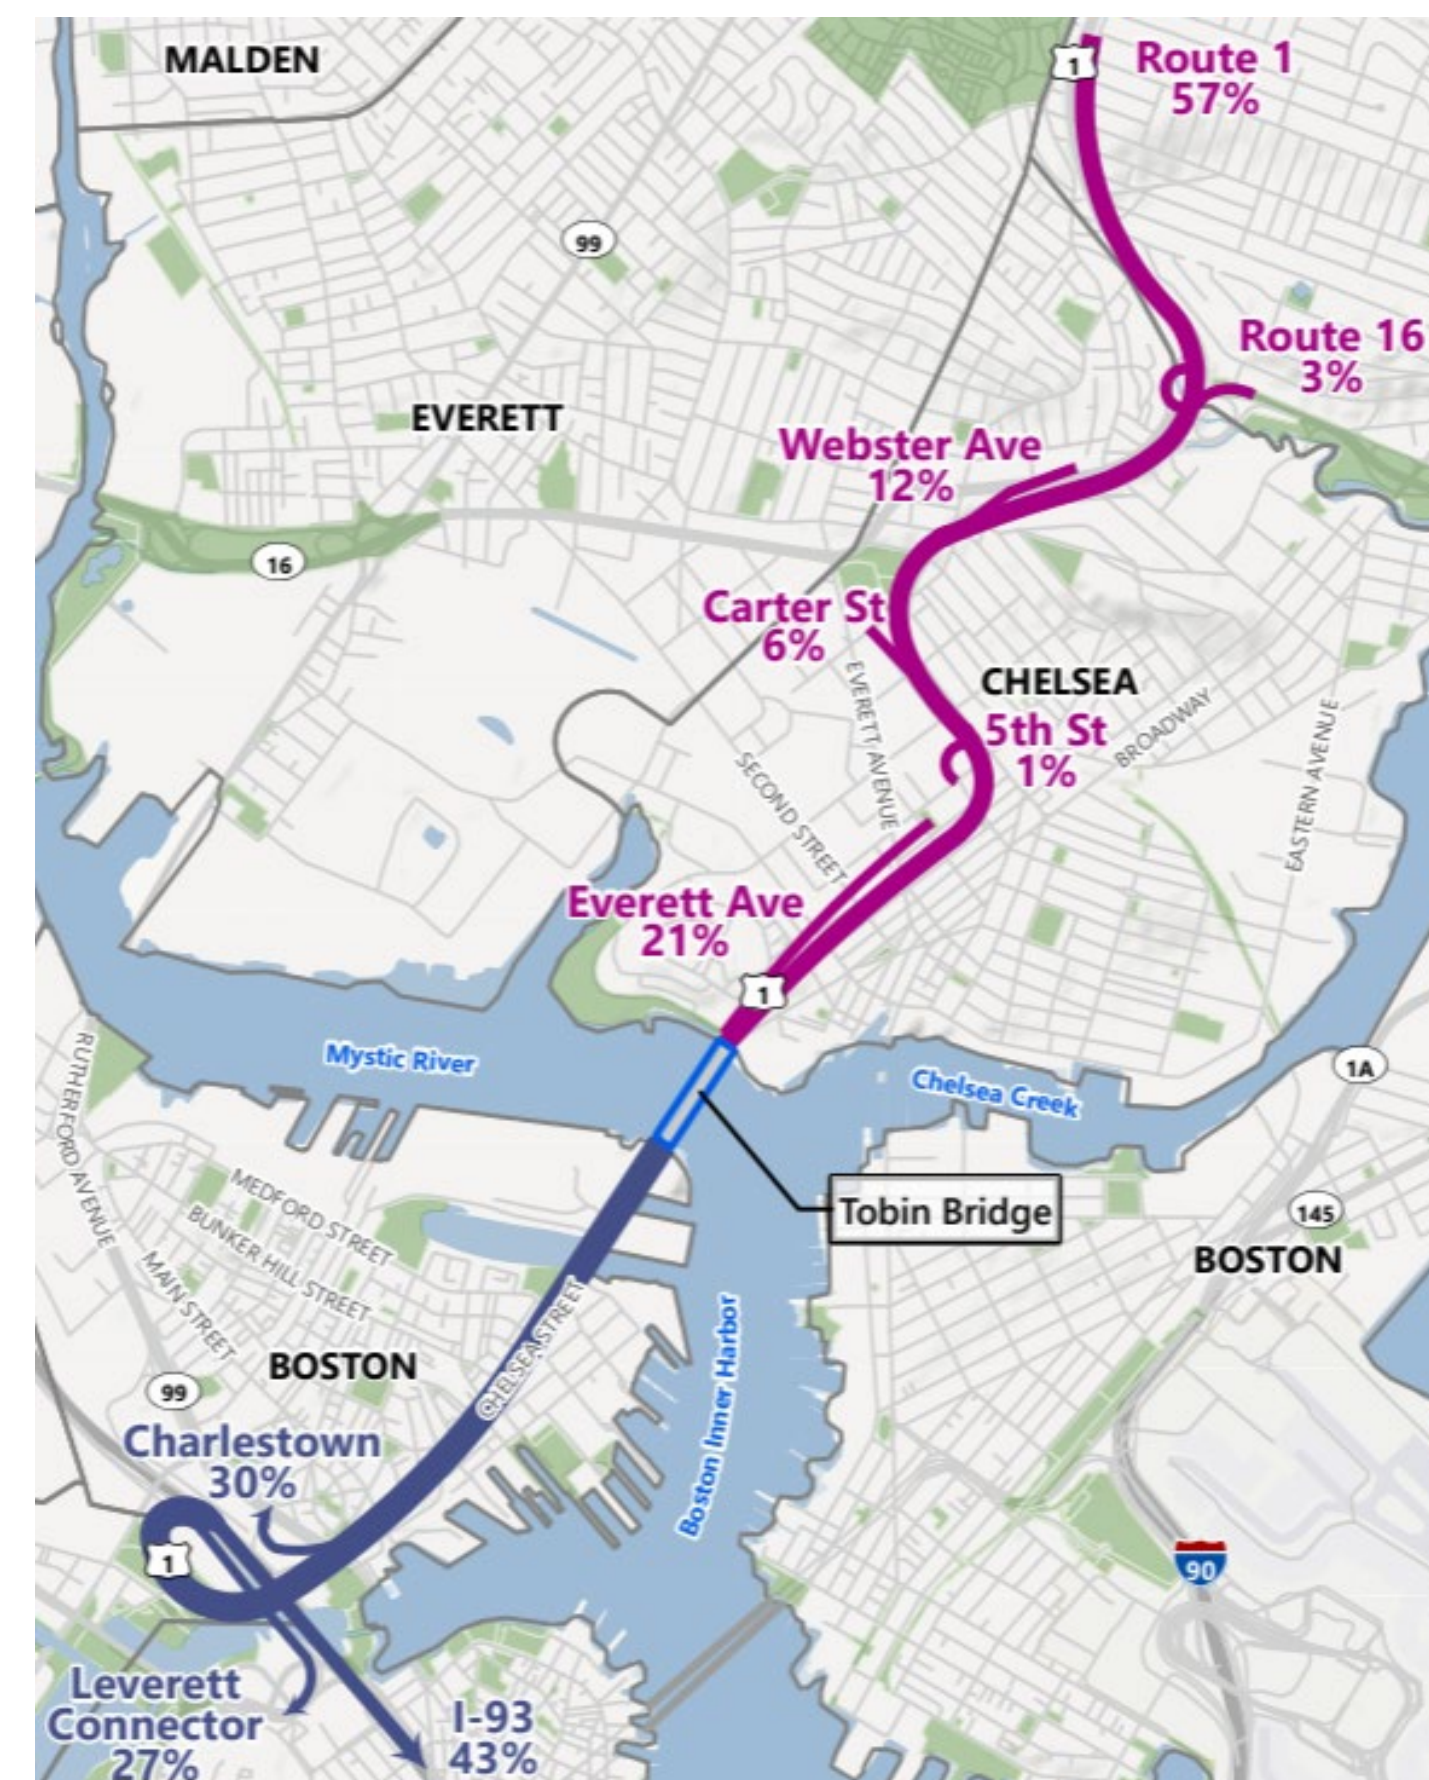 MALDEN
1
Route 1
57%
99
Route 16
3%
EVERETT
Webster Ave
12%
16
Carter St
6%
EVERETT AVENUE
CHELSEA
5th St
1%
BROADWAY
EASTERN AVENUE
SECOND STREET
Everett Ave
21%
1
Mystic River
Chelsea Creek
1A
RUTHERFORD AVENUE
Tobin Bridge
145
MEDFORD STREET
BUNKER HILL STREET
MAIN STREET
BOSTON
CHELSEA STREET
BOSTON
Boston Inner Harbor
99
Charlestown
30%
1
90
Leverett
Connector
27%
I-93
43%